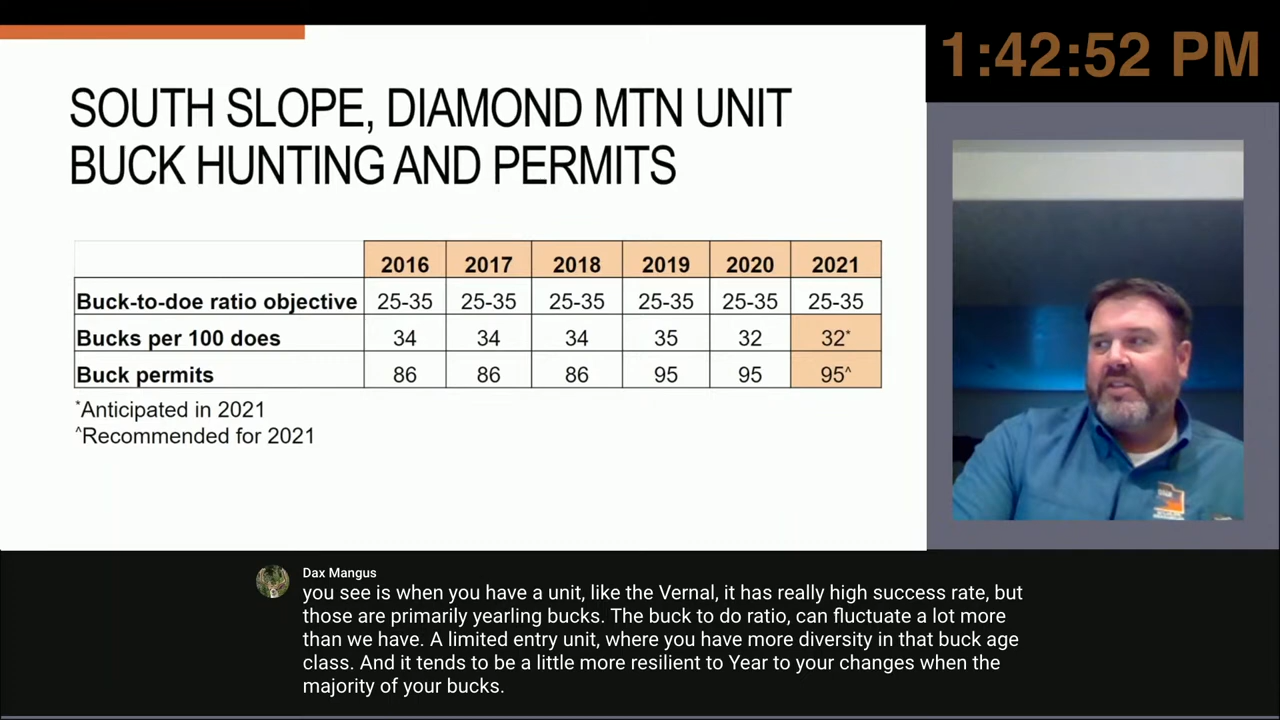 1:42:52 PM
SOUTH SLOPE, DIAMOND MTN UNIT
BUCK HUNTING AND PERMITS
2016 2017 2018 2019 2020 2021
Buck-to-doe ratio objective 25-35 25-35 25-35 25-35 25-35 25-35
Bucks per 100 does 34 34 34 35 32 32*
Buck permits 86 86 86 95 95 95^
*Anticipated in 2021
^Recommended for 2021
Dax Mangus
you see is when you have a unit, like the Vernal, it has really high success rate, but
those are primarily yearling bucks. The buck to do ratio, can fluctuate a lot more
than we have. A limited entry unit, where you have more diversity in that buck age
class. And it tends to be a little more resilient to Year to your changes when the
majority of your bucks.